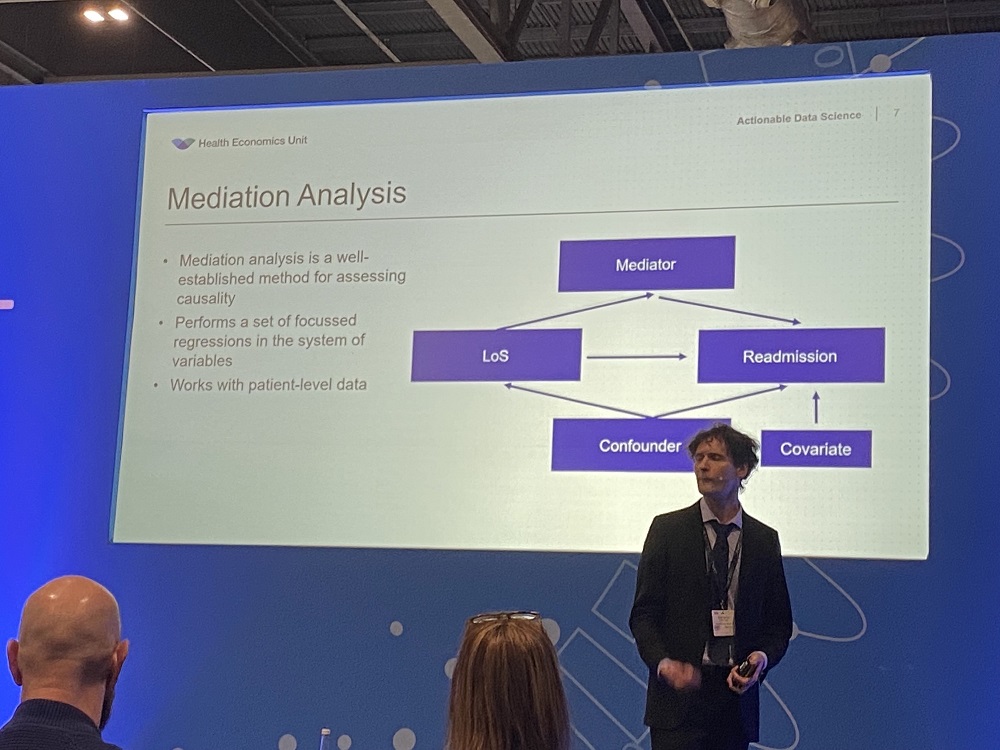 Actionable Data Science | 7
Health Economics Unit
Mediation Analysis
• Mediation analysis is a well-
established method for assessing
causality
• Performs a set of focussed
regressions in the system of
variables
• Works with patient-level data
Mediator
LoS
Readmission
Confounder
Covariate